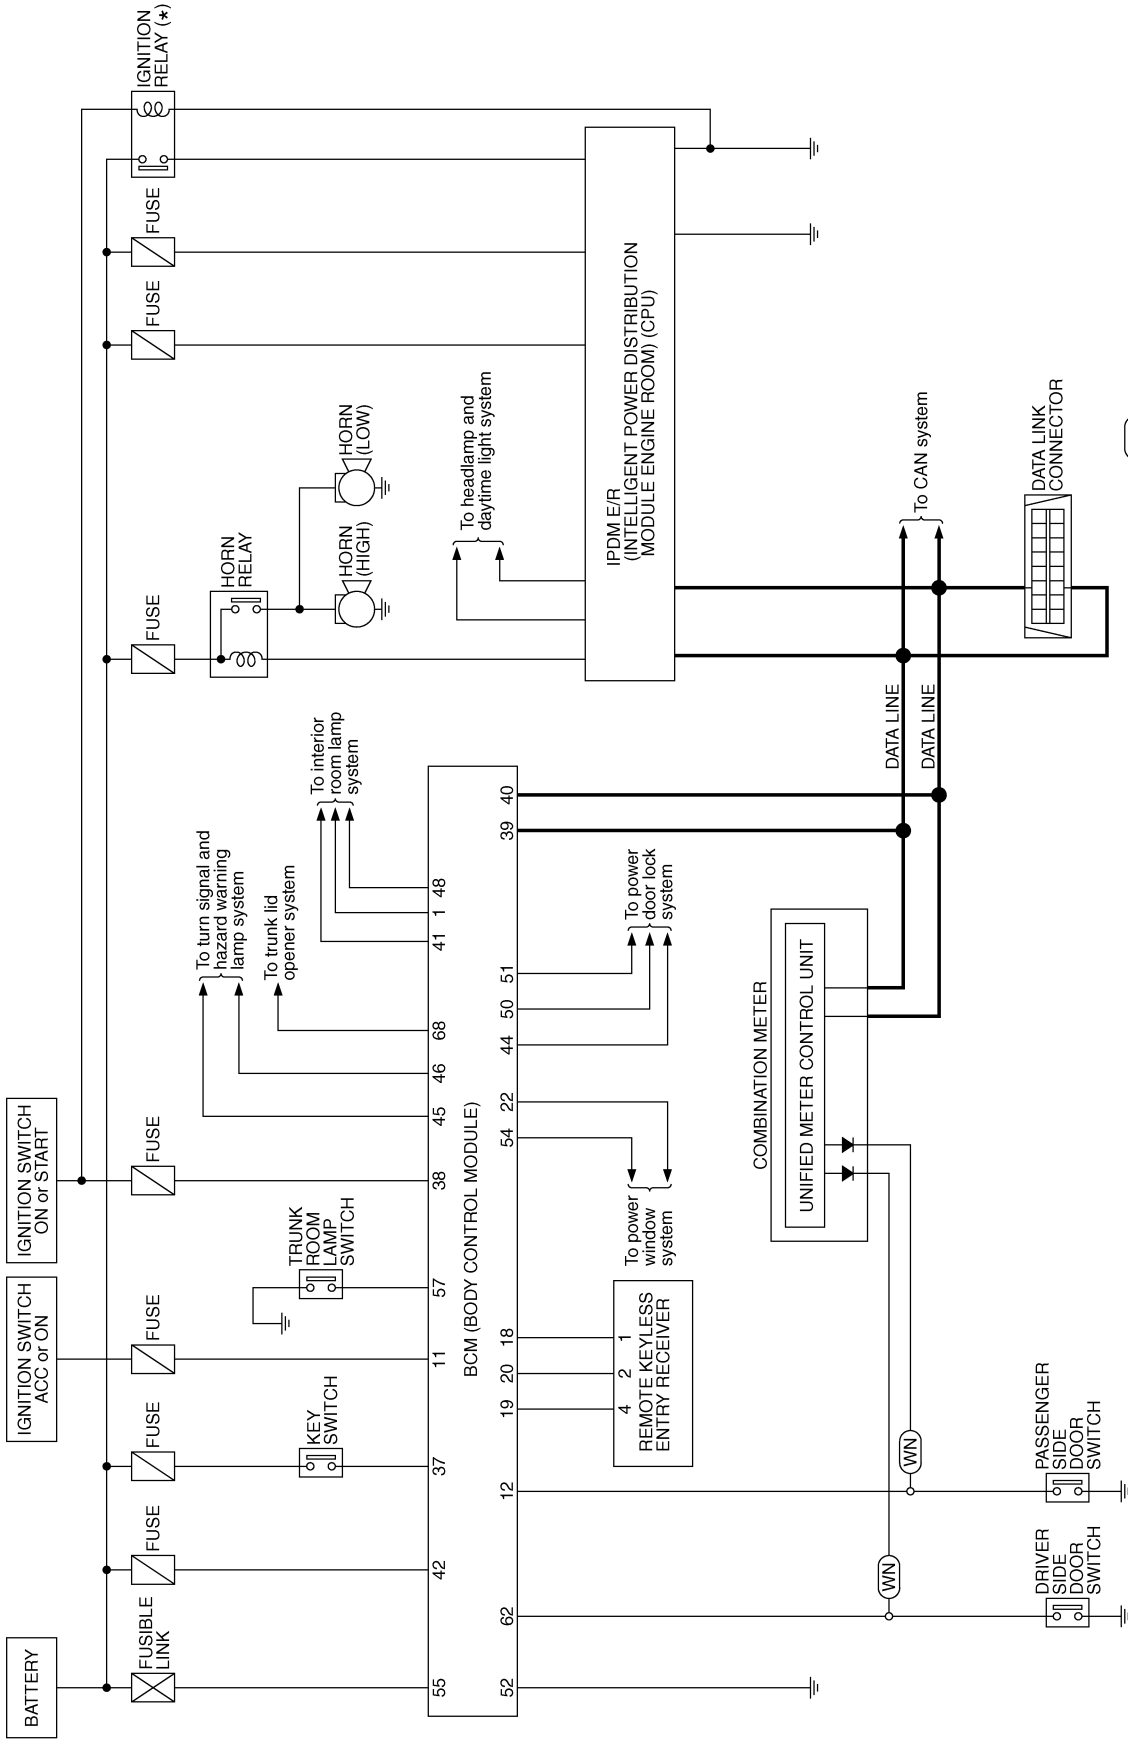 BATTERY
IGNITION SWITCH
ACC or ON
IGNITION SWITCH
ON or START
FUSIBLE
LINK
FUSE
FUSE
FUSE
FUSE
FUSE
FUSE
FUSE
IGNITION
RELAY (*)
KEY
SWITCH
TRUNK
ROOM
LAMP
SWITCH
To turn signal and
hazard warning
lamp system
To trunk lid
opener system
To interior
room lamp
system
HORN
RELAY
HORN
(HIGH)
HORN
(LOW)
To headlamp and
daytime light system
55
42
37
11
57
38
45
46
68
41
1
48
BCM (BODY CONTROL MODULE)
52
62
12
19
20
18
54
22
44
50
51
39
40
IPDM E/R
(INTELLIGENT POWER DISTRIBUTION
MODULE ENGINE ROOM) (CPU)
4
2
1
REMOTE KEYLESS
ENTRY RECEIVER
To power
window
system
To power
door lock
system
COMBINATION METER
UNIFIED METER CONTROL UNIT
DATA LINE
DATA LINE
To CAN system
DATA LINK
CONNECTOR
WN
WN
DRIVER
SIDE
DOOR
SWITCH
PASSENGER
SIDE
DOOR
SWITCH